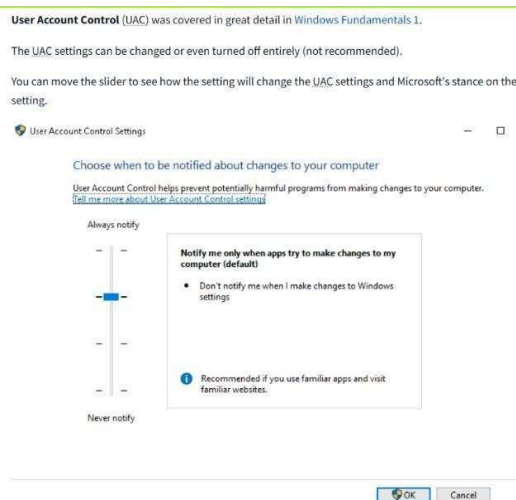 User Account Control (UAC) was covered in great detail in Windows Fundamentals 1.
The UAC settings can be changed or even turned off entirely (not recommended).
You can move the slider to see how the setting will change the UAC settings and Microsoft's stance on the
setting.
User Account Control Settings
Choose when to be notified about changes to your computer
User Account Control helps prevent potentially harmful programs from making changes to your computer.
Tell me more about User Account Control settings
Always notify
Notify me only when apps try to make changes to my
computer (default)
• Don't notify me when I make changes to Windows
settings
Recommended if you use familiar apps and visit
familiar websites.
Never notify
OK Cancel